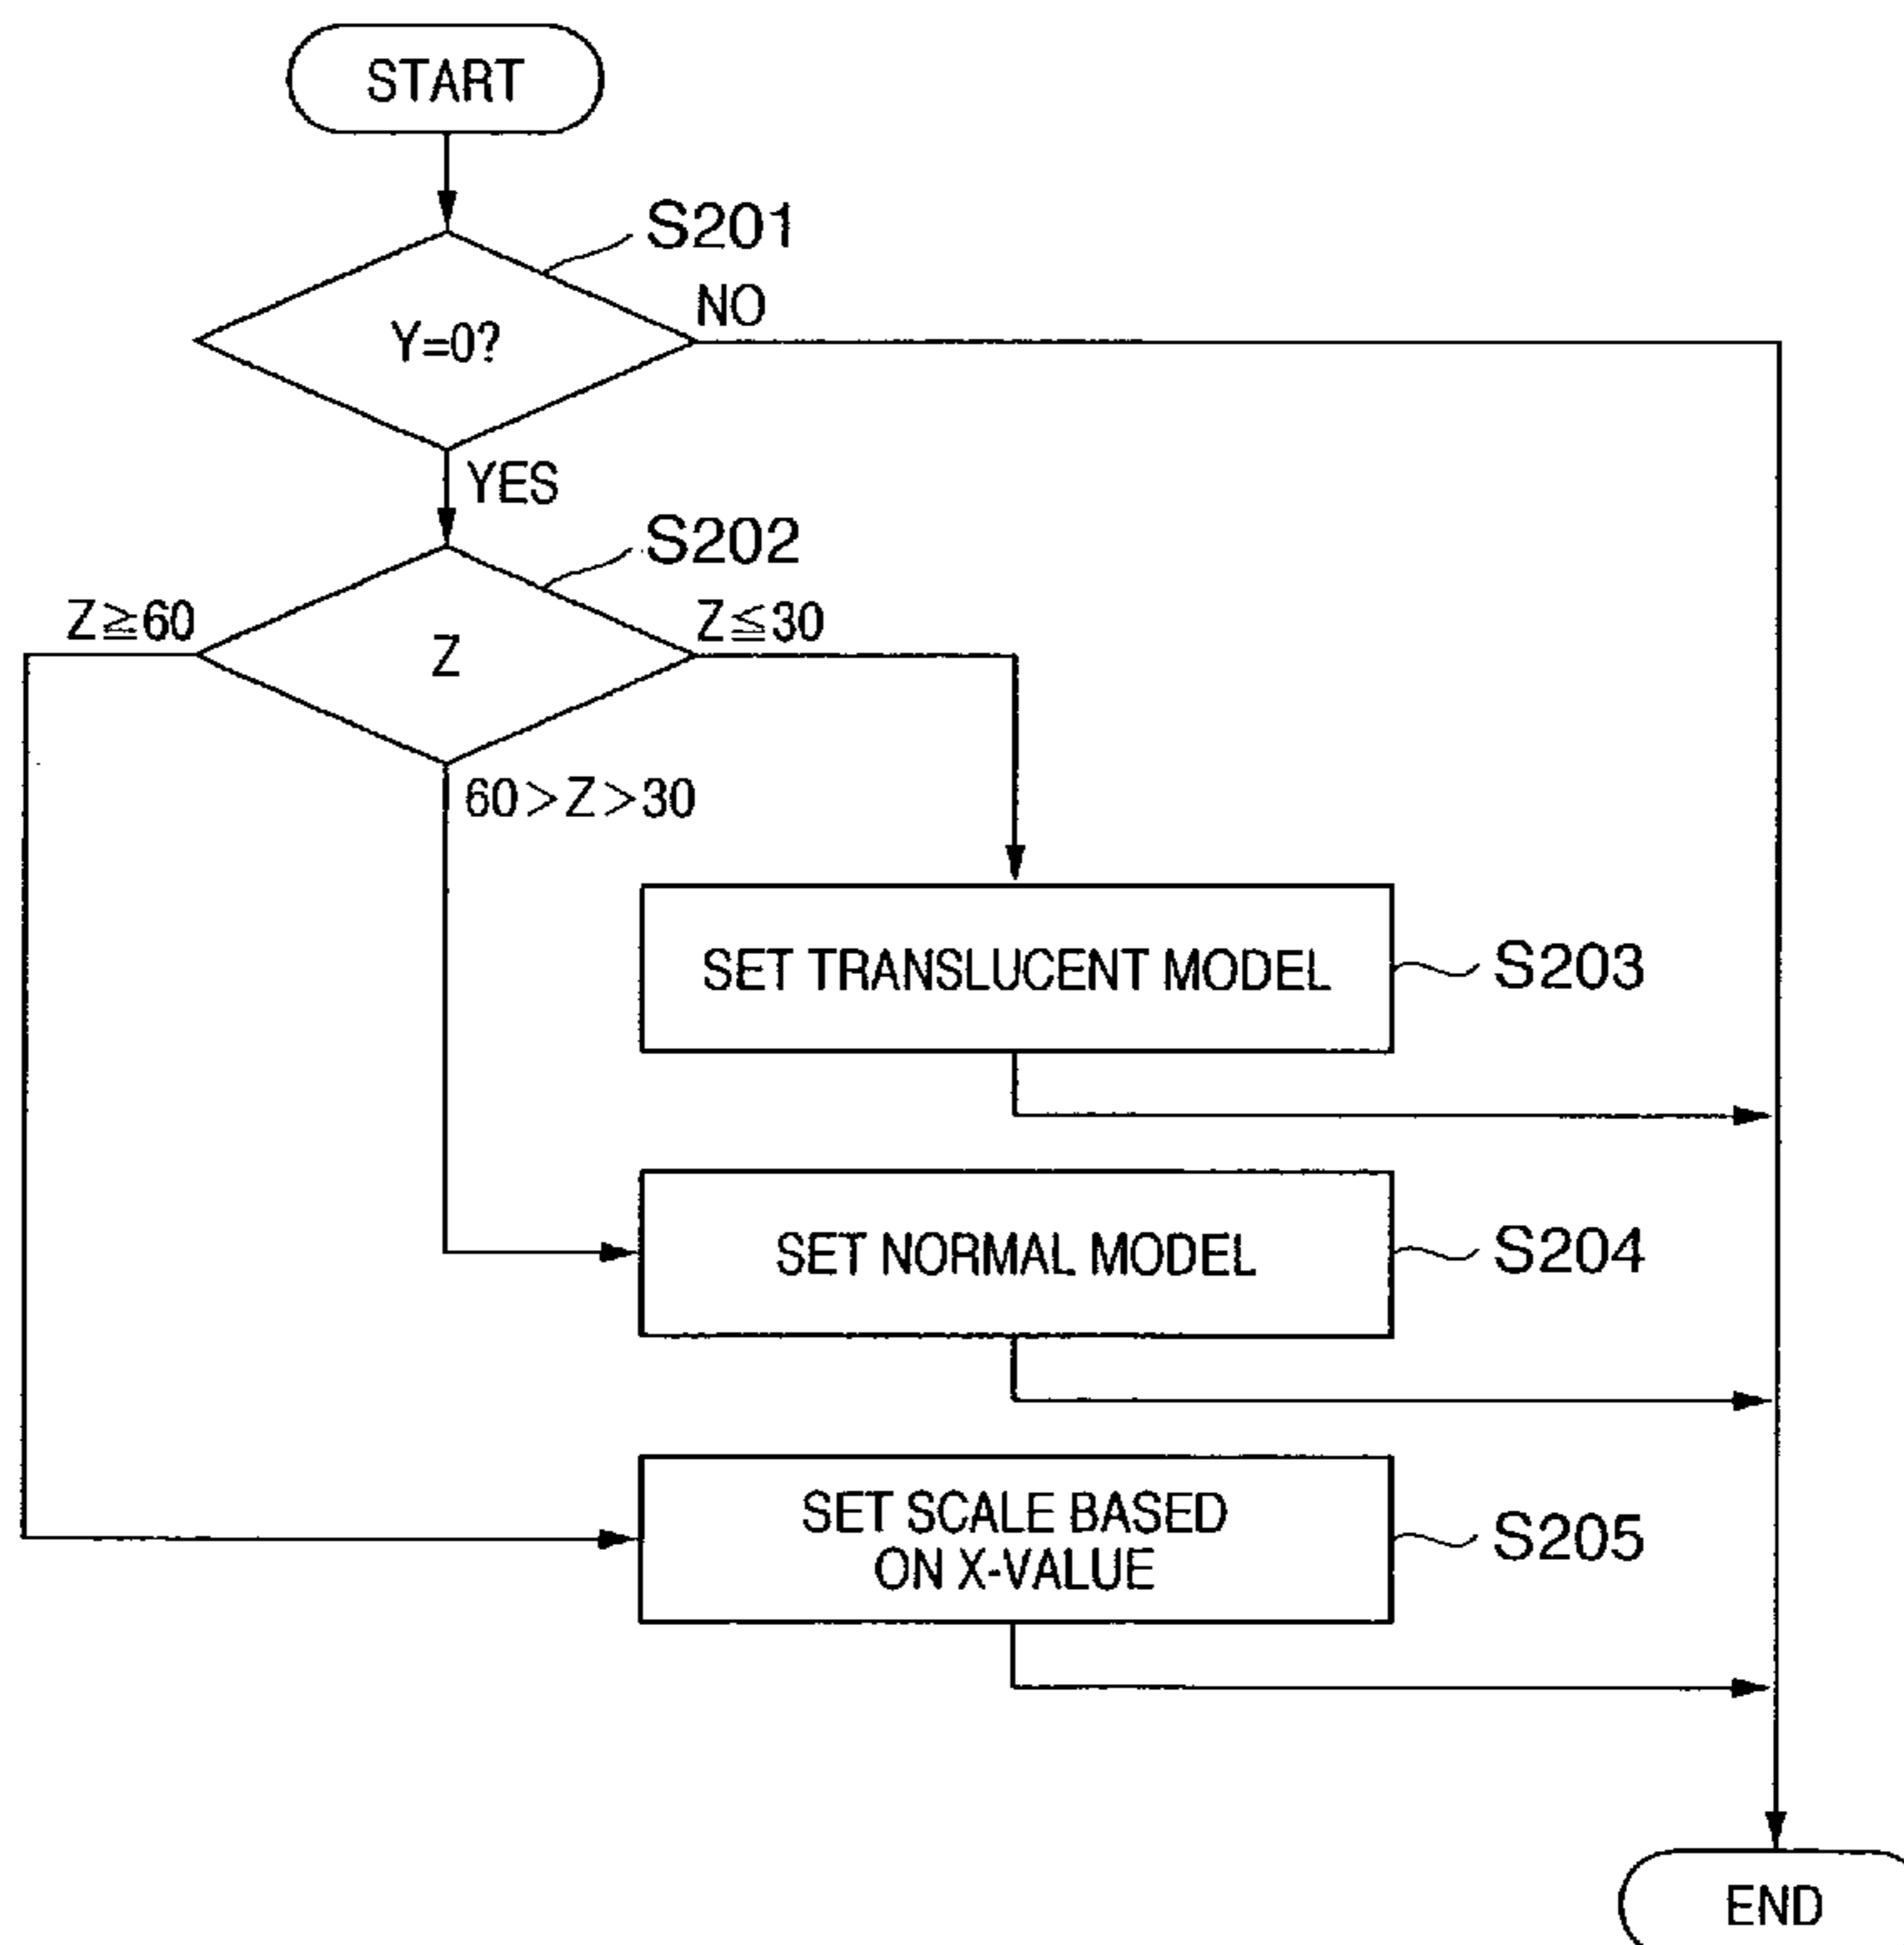 START
S201
Y=0?
NO
YES
S202
Z≧60
Z
Z≦30
60>Z>30
SET TRANSLUCENT MODEL
S203
SET NORMAL MODEL
S204
SET SCALE BASED
ON X-VALUE
S205
END